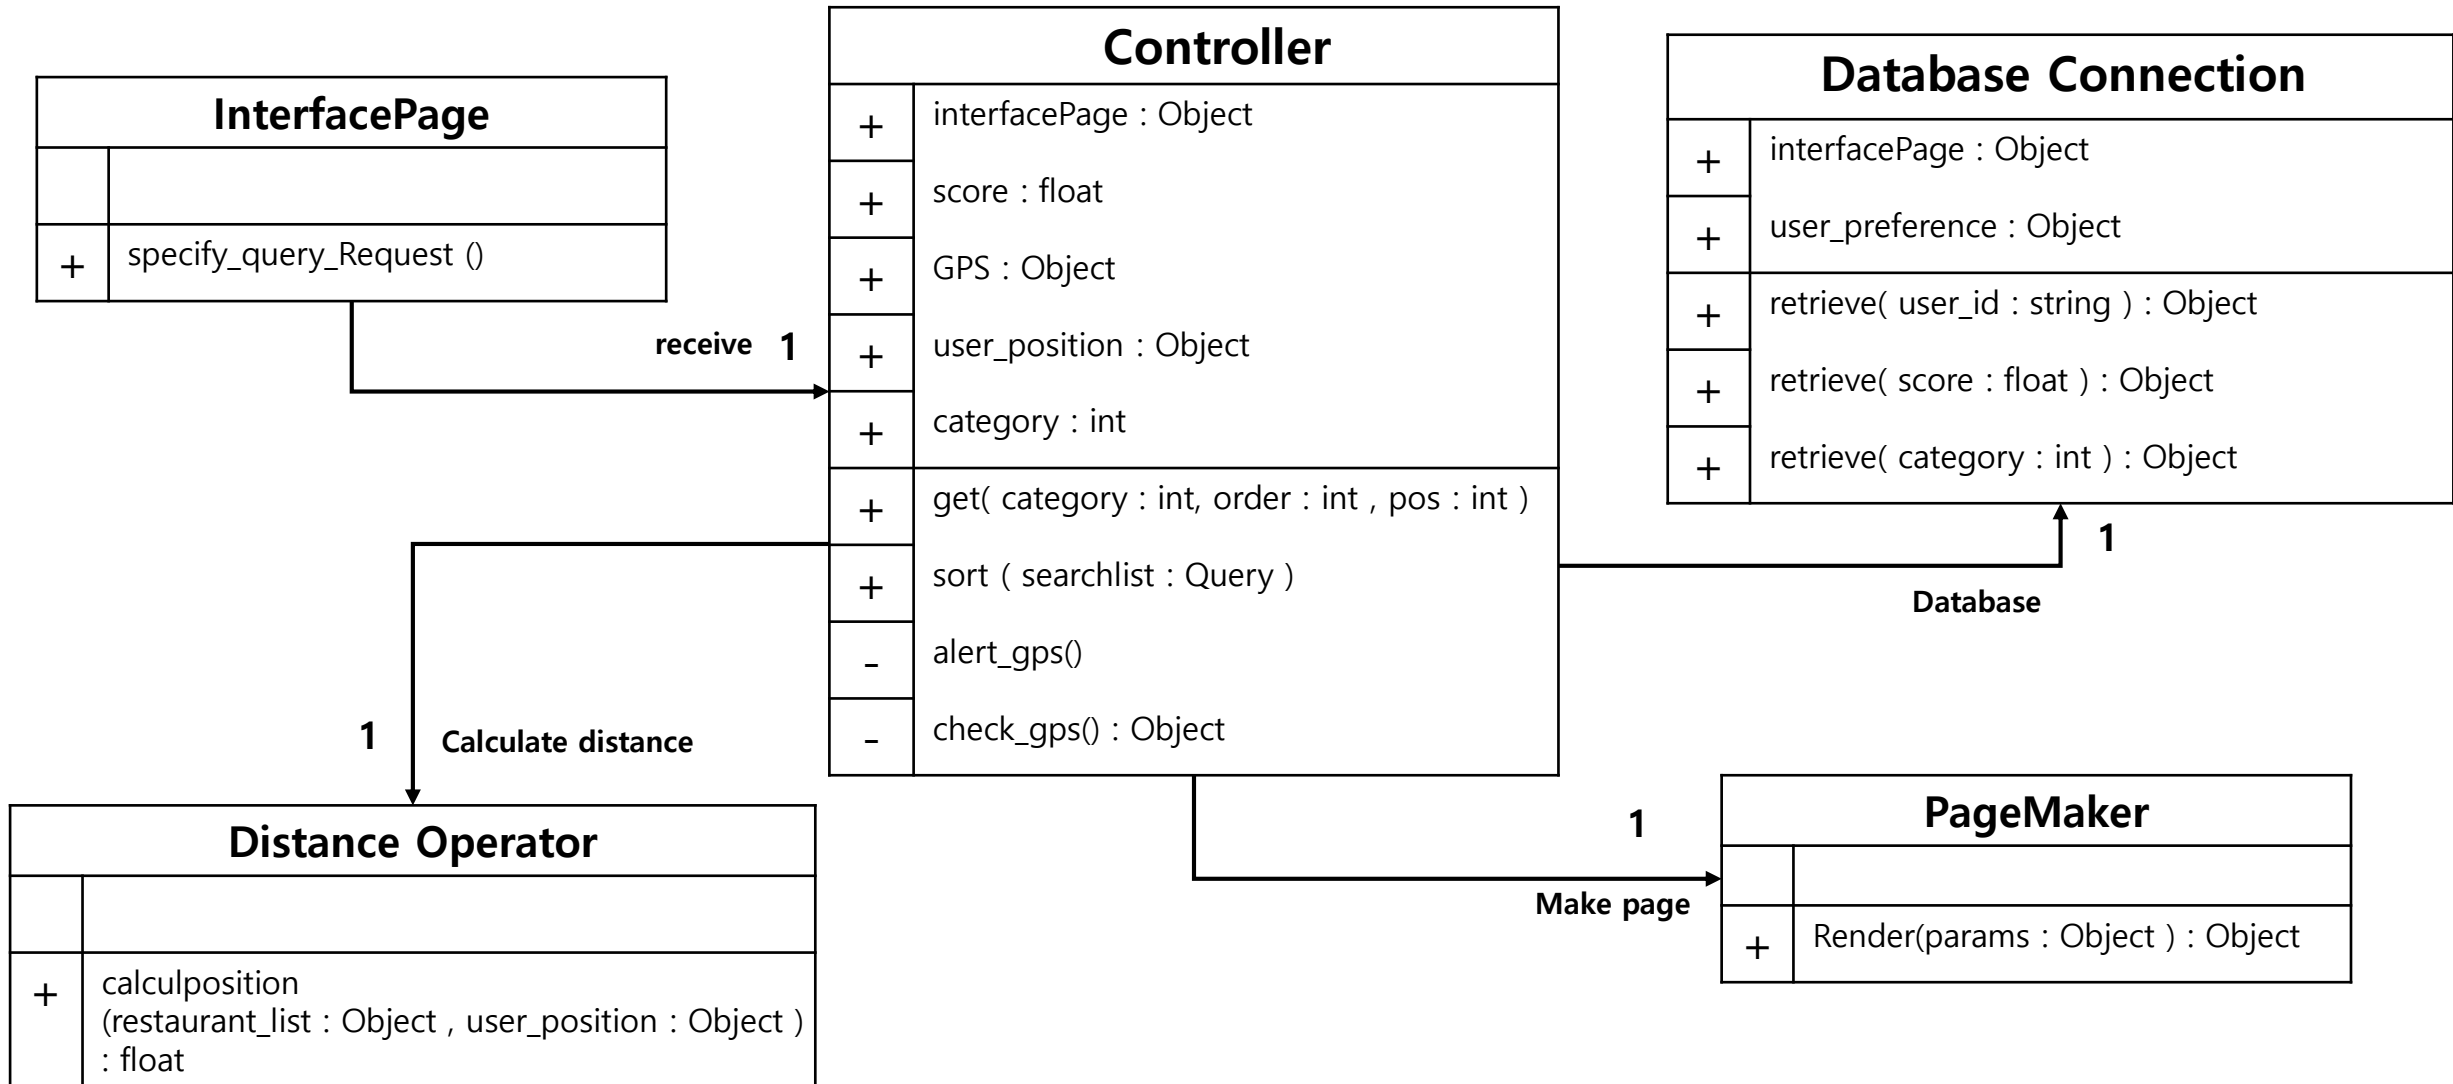 InterfacePage
+ specify_query_Request ()
receive 1
Controller
+ interfacePage : Object
+ score : float
+ GPS : Object
+ user_position : Object
+ category : int
+ get( category : int, order : int , pos : int )
+ sort ( searchlist : Query )
- alert_gps()
- check_gps() : Object
Database Connection
+ interfacePage : Object
+ user_preference : Object
+ retrieve( user_id : string ) : Object
+ retrieve( score : float ) : Object
+ retrieve( category : int ) : Object
1
Database
1 Calculate distance
Distance Operator
+ calculposition
(restaurant_list : Object , user_position : Object )
: float
1
Make page
PageMaker
+ Render(params : Object ) : Object